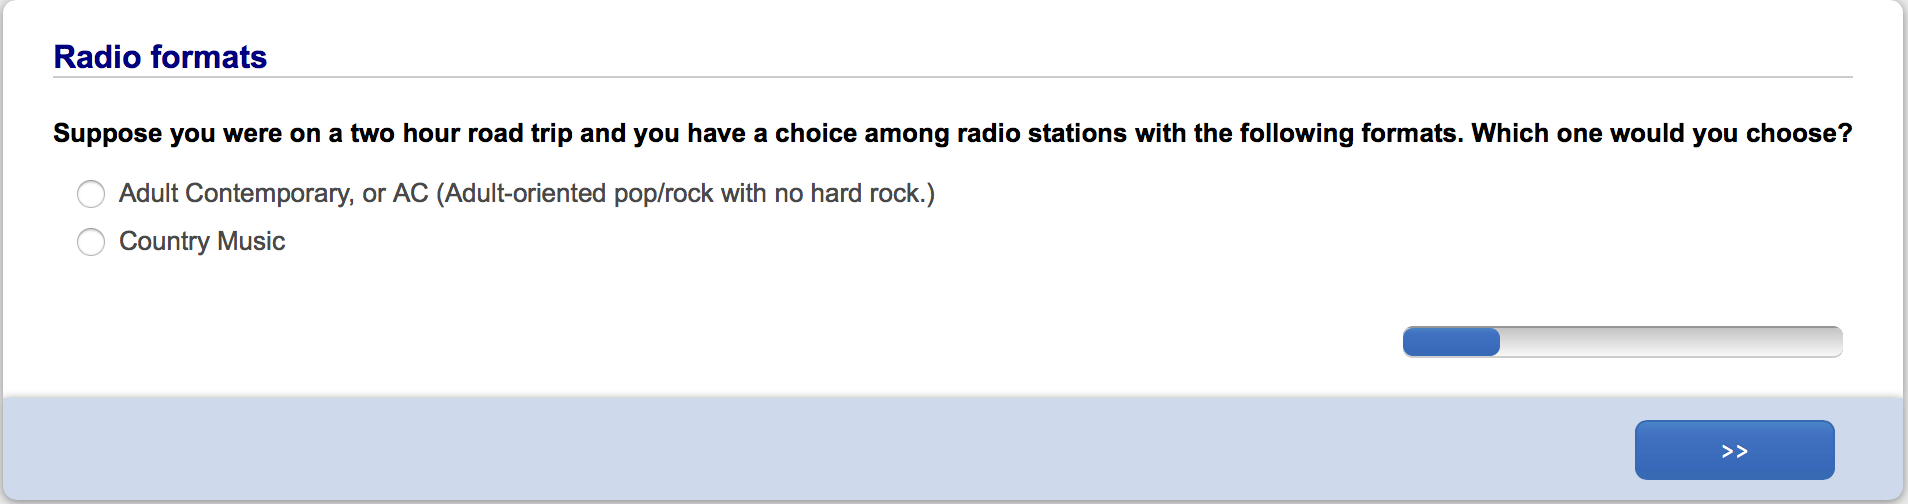 Radio formats
Suppose you were on a two hour road trip and you have a choice among radio stations with the following formats. Which one would you choose?
Adult Contemporary, or AC (Adult-oriented pop/rock with no hard rock.)
Country Music
>>